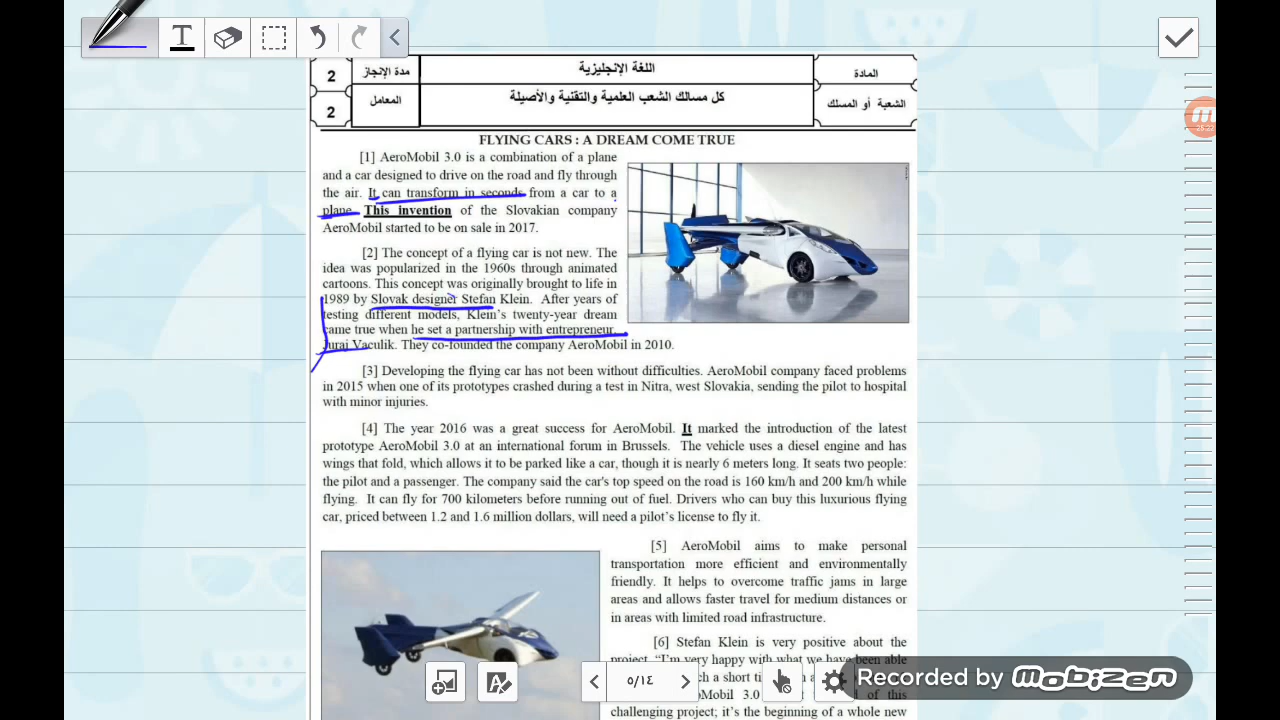 T
2
مدة الإنجاز
اللغة الإنجليزية
المادة
2
المعامل
كل مسالك الشعب العلمية والتقنية والأصيلة
الشعبة أو المسلك
FLYING CARS : A DREAM COME TRUE
[1] AeroMobil 3.0 is a combination of a plane
and a car designed to drive on the road and fly through
the air. It can transform in seconds from a car to a
plane. This invention of the Slovakian company
AeroMobil started to be on sale in 2017.
[2] The concept of a flying car is not new. The
idea was popularized in the 1960s through animated
cartoons. This concept was originally brought to life in
1989 by Slovak designer Stefan Klein. After years of
testing different models, Klein's twenty-year dream
came true when he set a partnership with entrepreneur,
Juraj Vaculik. They co-founded the company AeroMobil in 2010.
[3] Developing the flying car has not been without difficulties. AeroMobil company faced problems
in 2015 when one of its prototypes crashed during a test in Nitra, west Slovakia, sending the pilot to hospital
with minor injuries.
[4] The year 2016 was a great success for AeroMobil. It marked the introduction of the latest
prototype AeroMobil 3.0 at an international forum in Brussels. The vehicle uses a diesel engine and has
wings that fold, which allows it to be parked like a car, though it is nearly 6 meters long. It seats two people:
the pilot and a passenger. The company said the car's top speed on the road is 160 km/h and 200 km/h while
flying. It can fly for 700 kilometers before running out of fuel. Drivers who can buy this luxurious flying
car, priced between 1.2 and 1.6 million dollars, will need a pilot's license to fly it.
[5] AeroMobil aims to make personal
transportation more efficient and environmentally
friendly. It helps to overcome traffic jams in large
areas and allows faster travel for medium distances or
in areas with limited road infrastructure.
[6] Stefan Klein is very positive about the
project. "I'm very happy with what we have been able
a short
3.0 of this
challenging project; it's the beginning of a whole new
٥/١٤
Recorded by mobizen